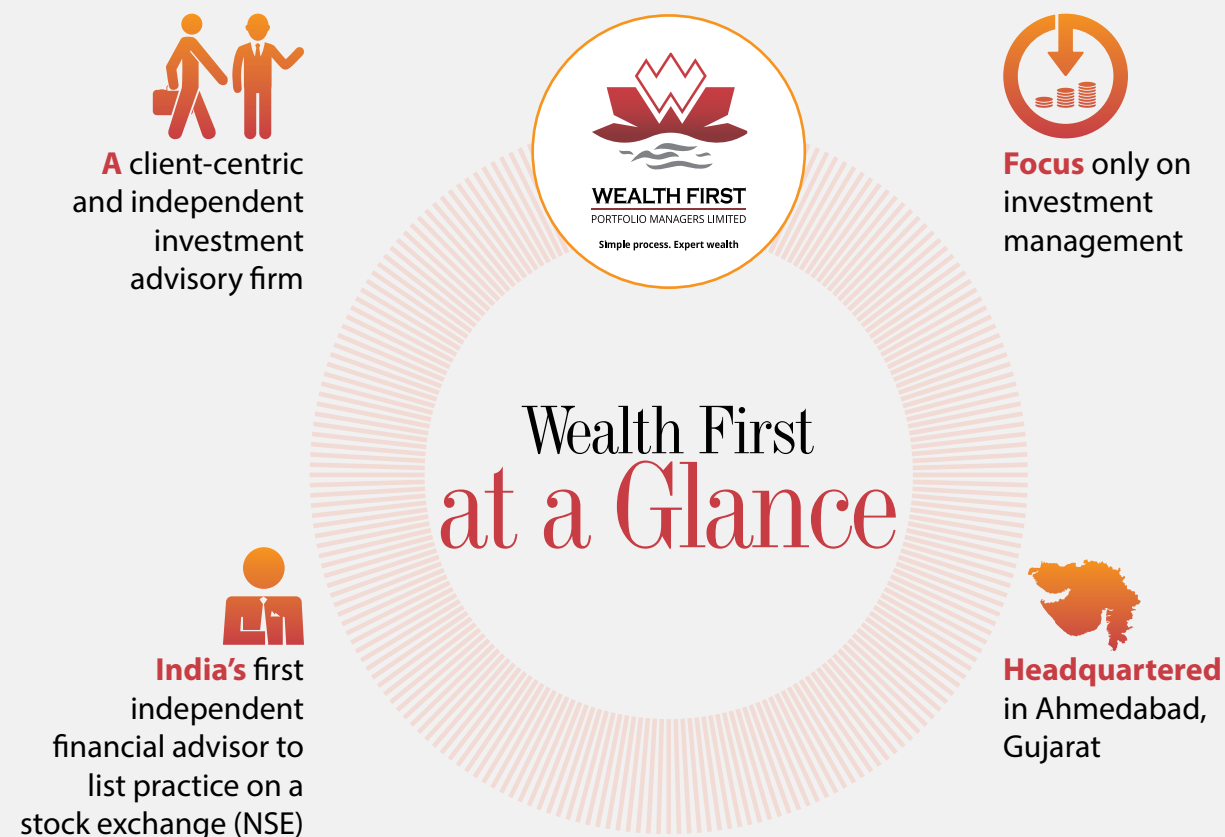 A client-centric
and independent
investment
advisory firm
WEALTH FIRST
PORTFOLIO MANAGERS LIMITED
Simple process. Expert wealth
Focus only on
investment
management
Wealth First
at a Glance
India's first
independent
financial advisor to
list practice on a
stock exchange (NSE)
Headquartered
in Ahmedabad,
Gujarat